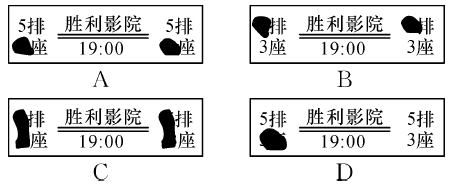 5排 胜利影院 5排
座 19:00 座
A
排 胜利影院 排
3座 19:00 3座
B
排 胜利影院 排
座 19:00 座
C
5排 胜利影院 5排
19:00 3座
D